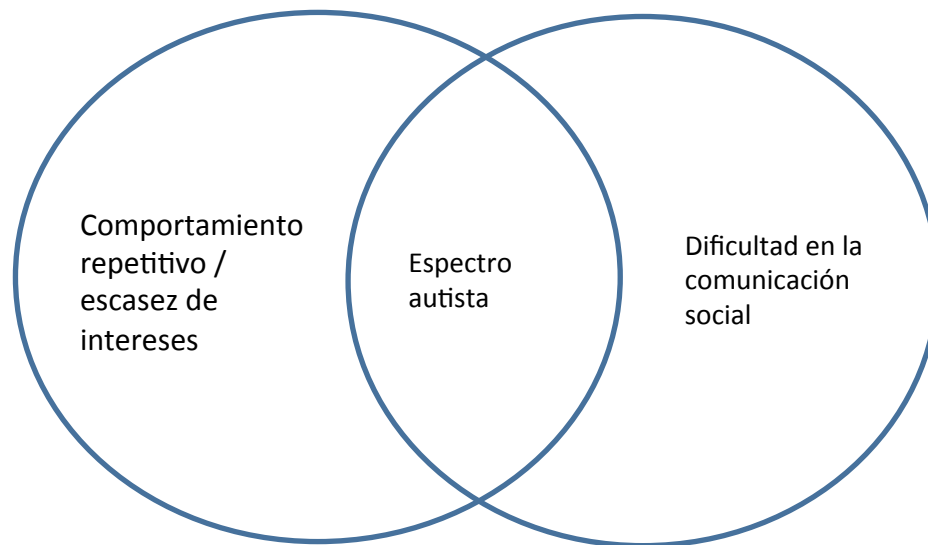 Comportamiento
repetitivo /
escasez de
intereses
Espectro
autista
Dificultad en la
comunicación
social